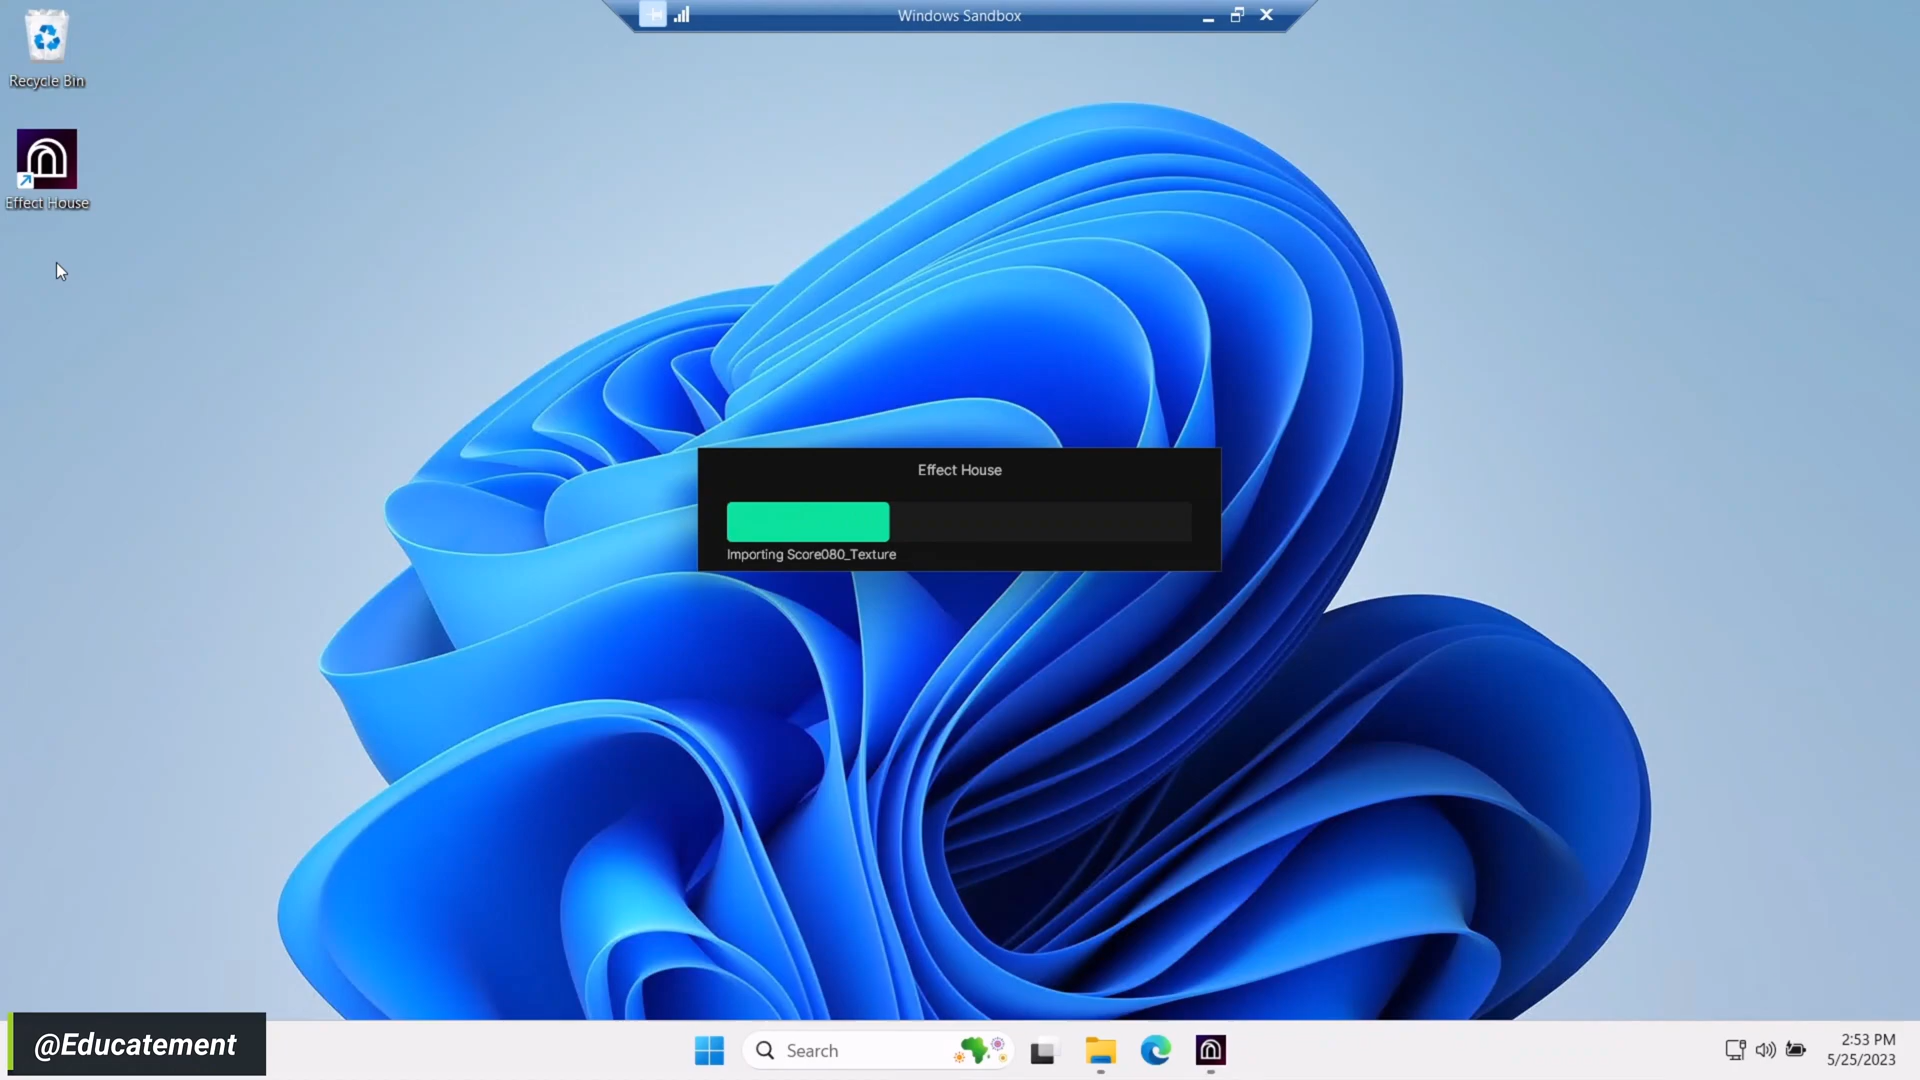 Windows Sandbox
Recycle Bin
Effect House
Effect House
Importing Score080_Texture
@Educatement
Search
2:53 PM
5/25/2023